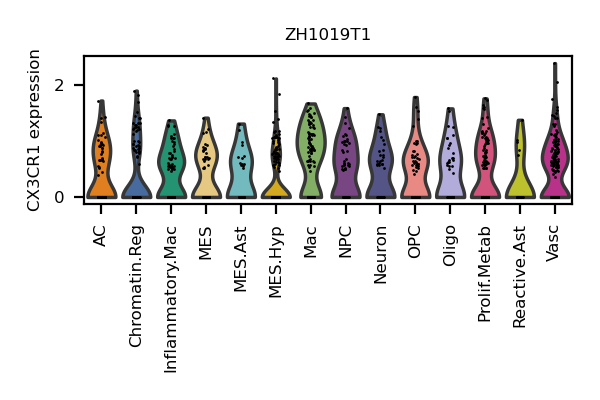 ZH1019T1
CX3CR1 expression
2
0
AC
Chromatin.Reg
Inflammatory.Mac
MES
MES.Ast
MES.Hyp
Mac
NPC
Neuron
OPC
Oligo
Prolif.Metab
Reactive.Ast
Vasc